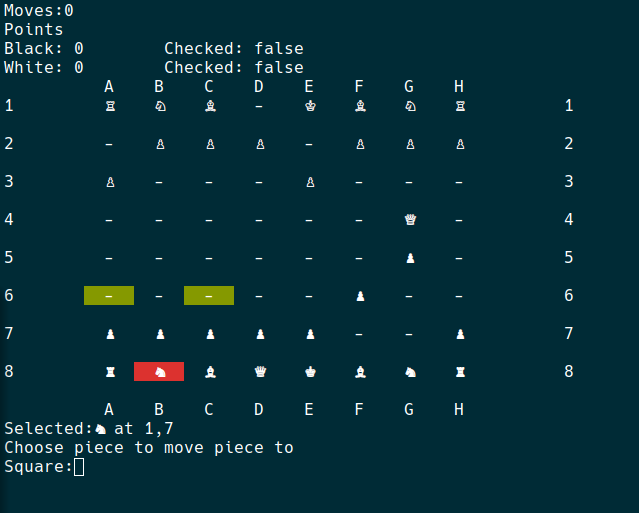 Moves:0
Points
Black: 0 Checked: false
White: 0 Checked: false
A B C D E F G H
1 ♖ ♘ ♗ – ♔ ♗ ♘ ♖ 1
2 – ♙ ♙ ♙ – ♙ ♙ ♙ 2
3 ♙ – – – ♙ – – – 3
4 – – – – – – ♕ – 4
5 – – – – – – ♟ – 5
6 – – – – – ♟ – – 6
7 ♟ ♟ ♟ ♟ ♟ – – ♟ 7
8 ♜ ♞ ♝ ♛ ♚ ♝ ♞ ♜ 8
A B C D E F G H
Selected:♞ at 1,7
Choose piece to move piece to
Square: